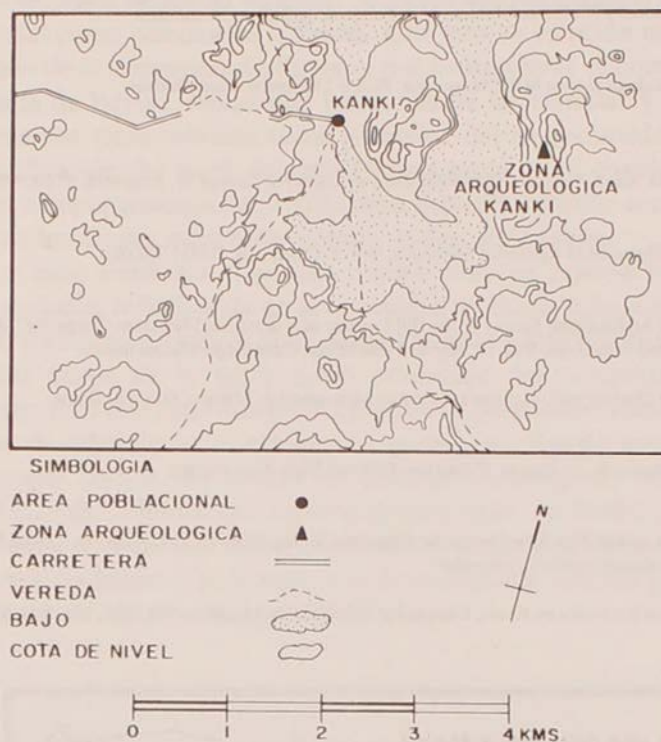 KANKI
ZONA
ARQUEOLOGICA
KANKI
SIMBOLOGIA
AREA POBLACIONAL
ZONA ARQUEOLOGICA
CARRETERA
VEREDA
BAJO
COTA DE NIVEL
N
0 1 2 3 4 KMS.